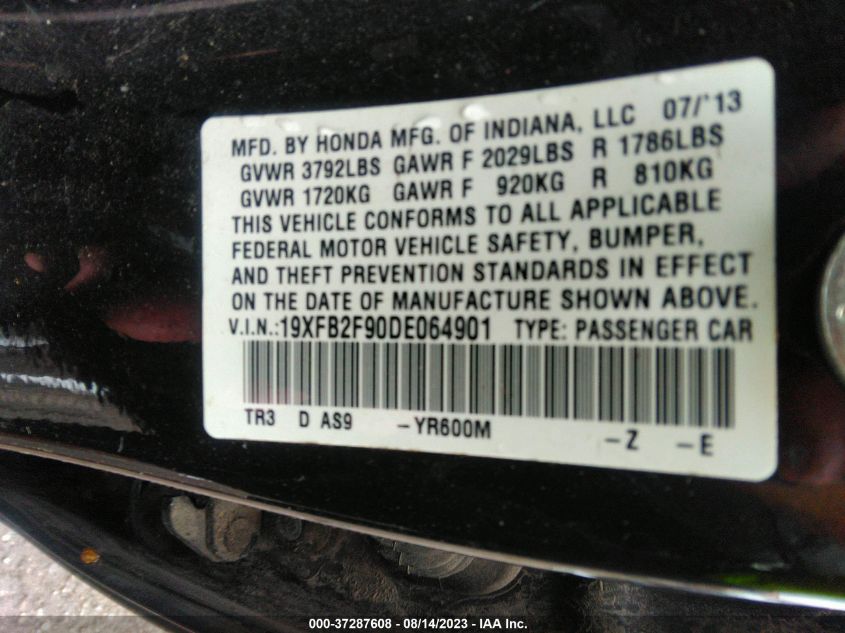 MFD. BY HONDA MFG. OF INDIANA, LLC 07/'13
GVWR 3792LBS GAWR F 2029LBS R 1786LBS
GVWR 1720KG GAWR F 920KG R 810KG
THIS VEHICLE CONFORMS TO ALL APPLICABLE
FEDERAL MOTOR VEHICLE SAFETY, BUMPER,
AND THEFT PREVENTION STANDARDS IN EFFECT
ON THE DATE OF MANUFACTURE SHOWN ABOVE.
V.I.N.:19XFB2F90DE064901 TYPE: PASSENGER CAR
TR3 D AS9 -YR600M -Z -E
000-37287608 - 08/14/2023 - IAA Inc.